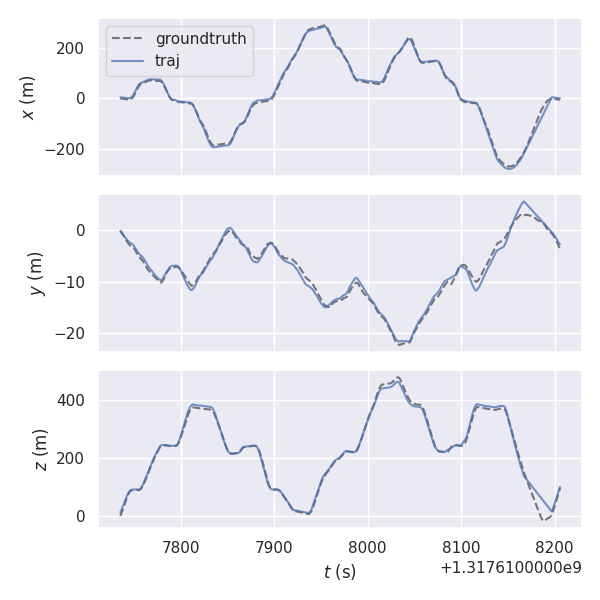 groundtruth
traj
200
0
−200
x (m)
0
−10
−20
y (m)
400
200
0
z (m)
7800 7900 8000 8100 8200
t (s)
+1.3176100000e9